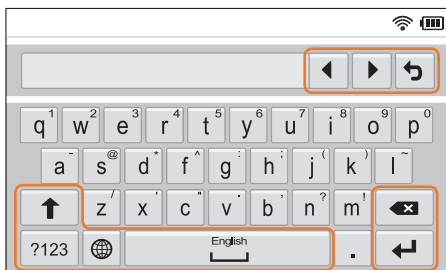 q 1 w 2 e 3 r 4 t 5 y 6 u 7 i 8 o 9 p 0
a - s @ d * f ^ g : h ; j ( k ) l ~
z / x ' c " v . b , n ? m !
?123 English .